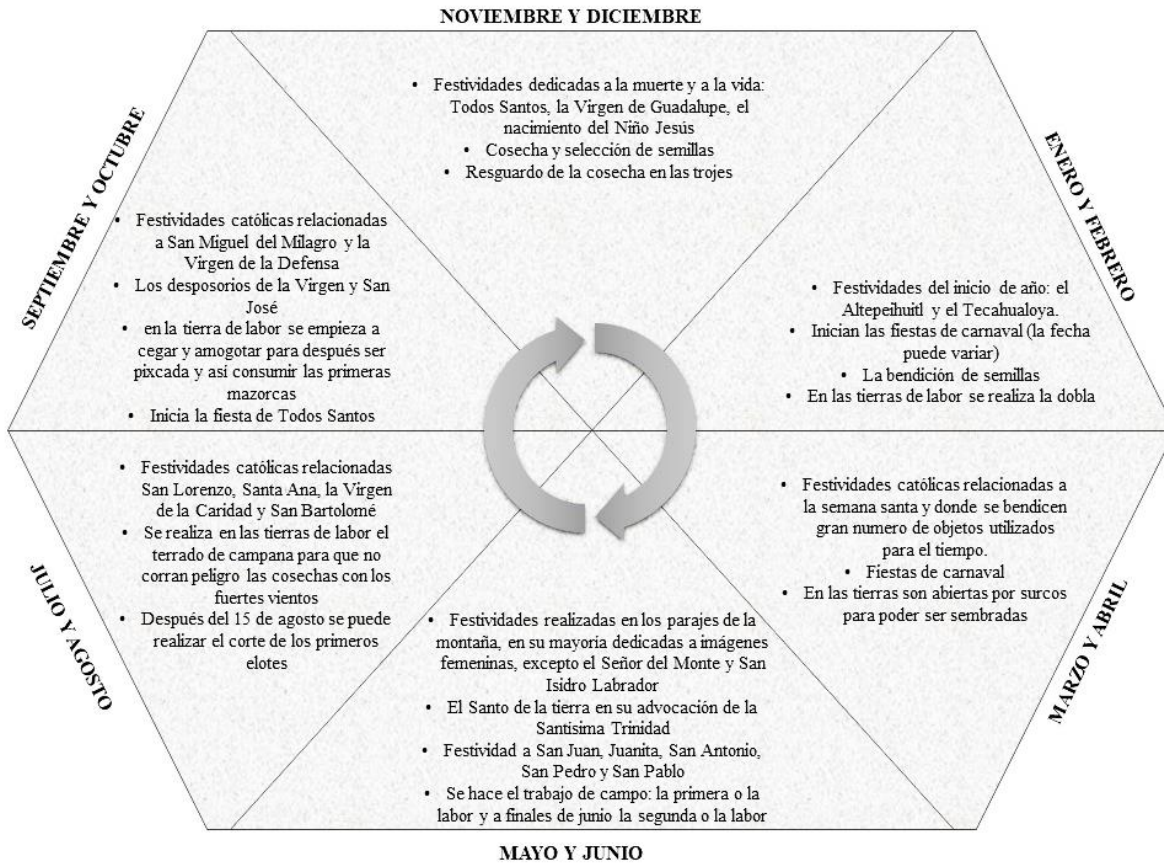 NOVIEMBRE Y DICIEMBRE
• Festividades dedicadas a la muerte y a la vida:
Todos Santos, la Virgen de Guadalupe, el
nacimiento del Niño Jesús
• Cosecha y selección de semillas
• Resguardo de la cosecha en las trojes
ENERO Y FEBRERO
• Festividades del inicio de año: el
Altepeihuitl y el Tecahualoya.
• Inician las fiestas de carnaval (la fecha
puede variar)
• La bendición de semillas
• En las tierras de labor se realiza la dobla
MARZO Y ABRIL
• Festividades católicas relacionadas a
la semana santa y donde se bendicen
gran numero de objetos utilizados
para el tiempo.
• Fiestas de carnaval
• En las tierras son abiertas por surcos
para poder ser sembradas
MAYO Y JUNIO
• Festividades realizadas en los parajes de la
montaña, en su mayoría dedicadas a imágenes
femeninas, excepto el Señor del Monte y San
Isidro Labrador
• El Santo de la tierra en su advocación de la
Santísima Trinidad
• Festividad a San Juan, Juanita, San Antonio,
San Pedro y San Pablo
• Se hace el trabajo de campo: la primera o la
labor y a finales de junio la segunda o la labor
JULIO Y AGOSTO
• Festividades católicas relacionadas
San Lorenzo, Santa Ana, la Virgen
de la Caridad y San Bartolomé
• Se realiza en las tierras de labor el
terrado de campana para que no
corran peligro las cosechas con los
fuertes vientos
• Después del 15 de agosto se puede
realizar el corte de los primeros
elotes
SEPTIEMBRE Y OCTUBRE
• Festividades católicas relacionadas
a San Miguel del Milagro y la
Virgen de la Defensa
• Los desposorios de la Virgen y San
José
• en la tierra de labor se empieza a
cegar y amogotar para después ser
pixcada y así consumir las primeras
mazorcas
• Inicia la fiesta de Todos Santos